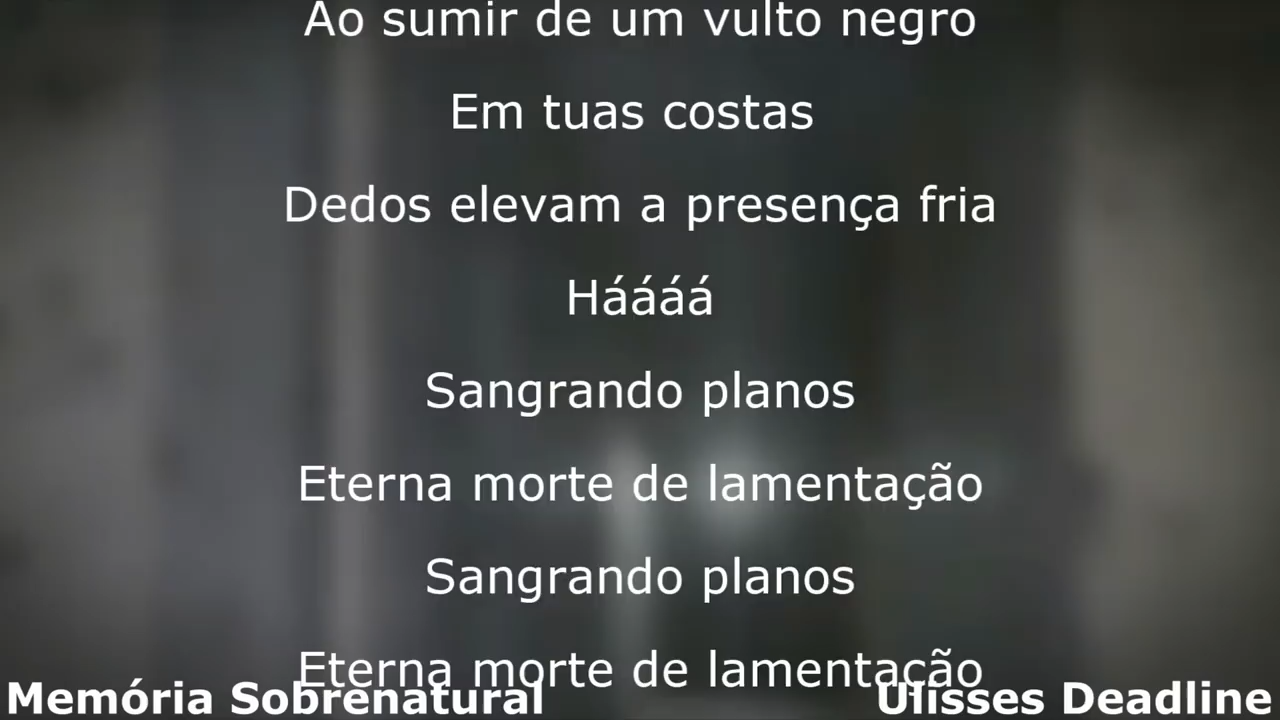 Ao sumir de um vulto negro
Em tuas costas
Dedos elevam a presença fria
Háááá
Sangrando planos
Eterna morte de lamentação
Sangrando planos
Eterna morte de lamentação
Memória Sobrenatural
Ulisses Deadline